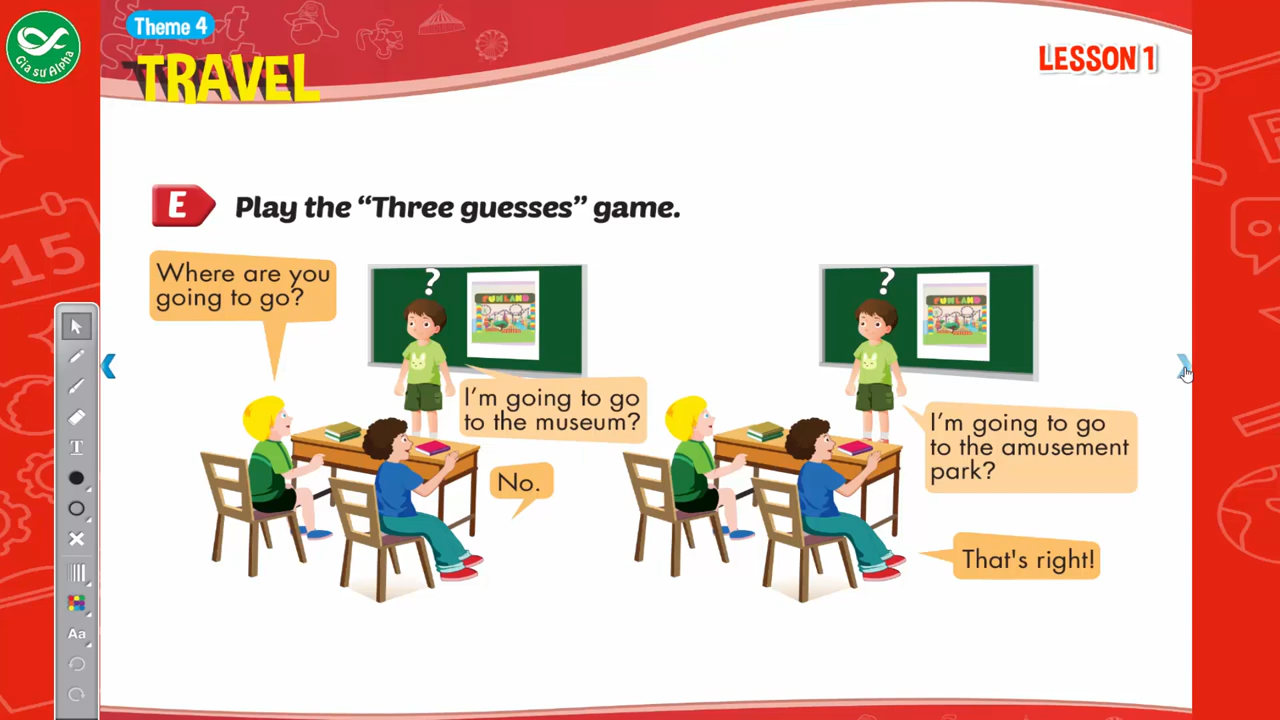 Gia sư Alpha
Theme 4
TRAVEL
LESSON 1
E
Play the “Three guesses” game.
Where are you
going to go?
?
FUNLAND
I’m going to go
to the museum?
No.
?
FUNLAND
I’m going to go
to the amusement
park?
That's right!
15
T
Aa